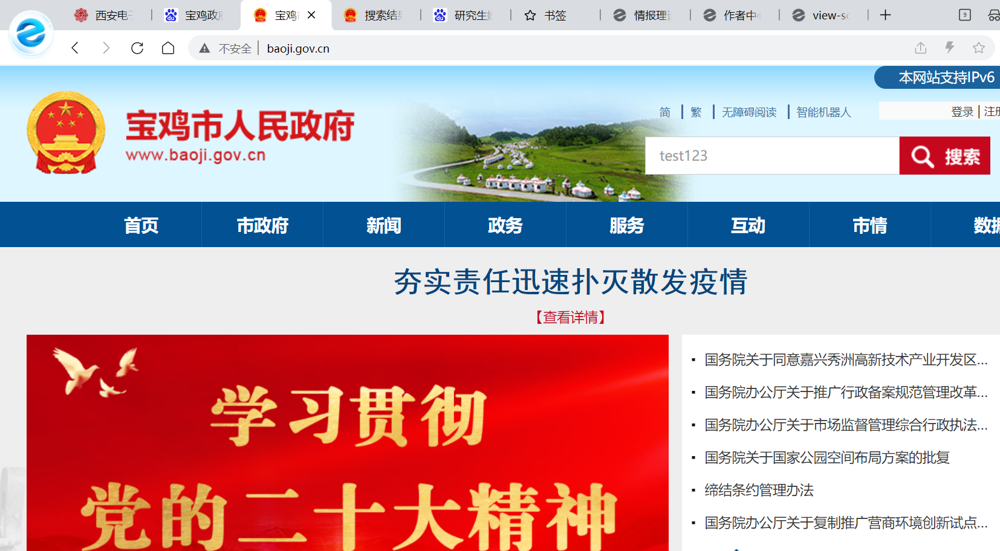 西安电
宝鸡政
宝鸡
搜索结
研究生
书签
情报理
作者中
view-s
9
不安全
baoji.gov.cn
本网站支持IPv6
宝鸡市人民政府
www.baoji.gov.cn
简 繁 无障碍阅读 智能机器人
登录 | 注
test123
搜索
首页 市政府 新闻 政务 服务 互动 市情 数
夯实责任迅速扑灭散发疫情
【查看详情】
学习贯彻
党的二十大精神
国务院关于同意嘉兴秀洲高新技术产业开发区...
国务院办公厅关于推广行政备案规范管理改革...
国务院办公厅关于市场监督管理综合行政执法...
国务院关于国家公园空间布局方案的批复
缔结条约管理办法
国务院办公厅关于复制推广营商环境创新试点...